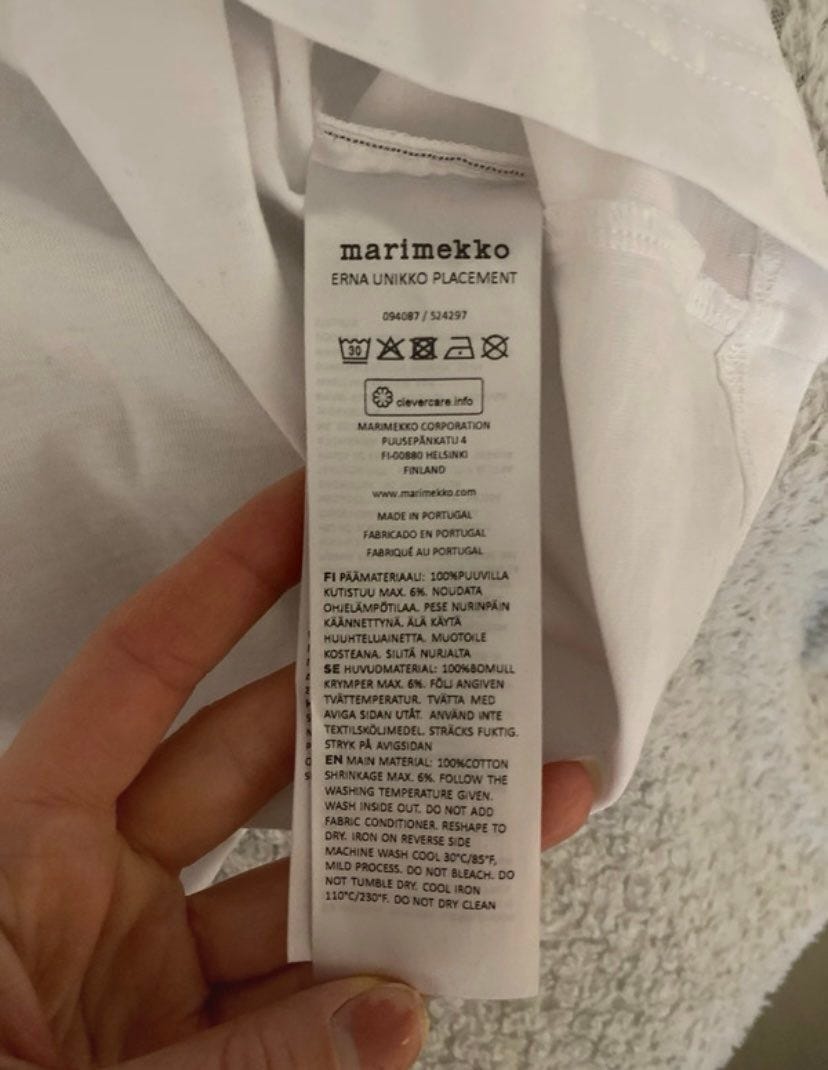 marimekko
ERNA UNIKKO PLACEMENT
094087 / 524297
30
clevercare.info
MARIMEKKO CORPORATION
PUUSEPÄNKATU 4
FI-00880 HELSINKI
FINLAND
www.marimekko.com
MADE IN PORTUGAL
FABRICADO EN PORTUGAL
FABRIQUÉ AU PORTUGAL
FI PÄÄMATERIAALI: 100%PUUVILLA
KUTISTUU MAX. 6%. NOUDATA
OHJELÄMPÖTILAA. PESE NURINPÄIN
KÄÄNNETTYNÄ. ÄLÄ KÄYTÄ
HUUHTELUAINETTA. MUOTOILE
KOSTEANA. SILITÄ NURJALTA
SE HUVUDMATERIAL: 100%BOMULL
KRYMPER MAX. 6%. FÖLJ ANGIVEN
TVÄTTEMPERATUR. TVÄTTA MED
AVIGA SIDAN UTÅT. ANVÄND INTE
TEXTILSKÖLJMEDEL. STRÄCKS FUKTIG.
STRYK PÅ AVIGSIDAN
EN MAIN MATERIAL: 100%COTTON
SHRINKAGE MAX. 6%. FOLLOW THE
WASHING TEMPERATURE GIVEN.
WASH INSIDE OUT. DO NOT ADD
FABRIC CONDITIONER. RESHAPE TO
DRY. IRON ON REVERSE SIDE
MACHINE WASH COOL 30°C/85°F,
MILD PROCESS. DO NOT BLEACH. DO
NOT TUMBLE DRY. COOL IRON
110°C/230°F. DO NOT DRY CLEAN